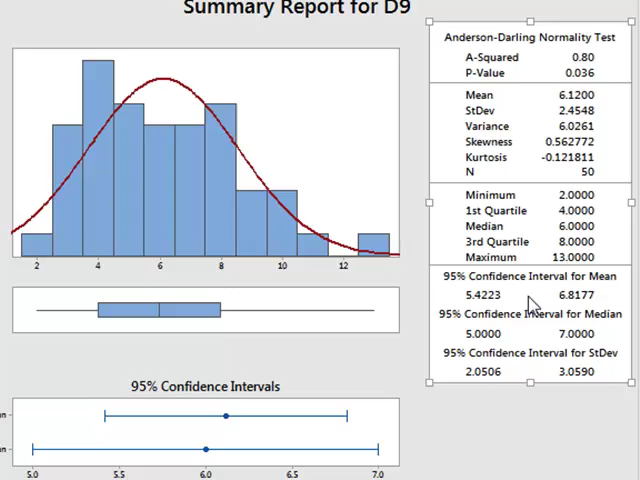 Summary Report for D9
Anderson-Darling Normality Test
A-Squared 0.80
P-Value 0.036
Mean 6.1200
StDev 2.4548
Variance 6.0261
Skewness 0.562772
Kurtosis -0.121811
N 50
Minimum 2.0000
1st Quartile 4.0000
Median 6.0000
3rd Quartile 8.0000
Maximum 13.0000
95% Confidence Interval for Mean
5.4223 6.8177
95% Confidence Interval for Median
5.0000 7.0000
95% Confidence Interval for StDev
2.0506 3.0590
2 4 6 8 10 12
95% Confidence Intervals
5.0 5.5 6.0 6.5 7.0